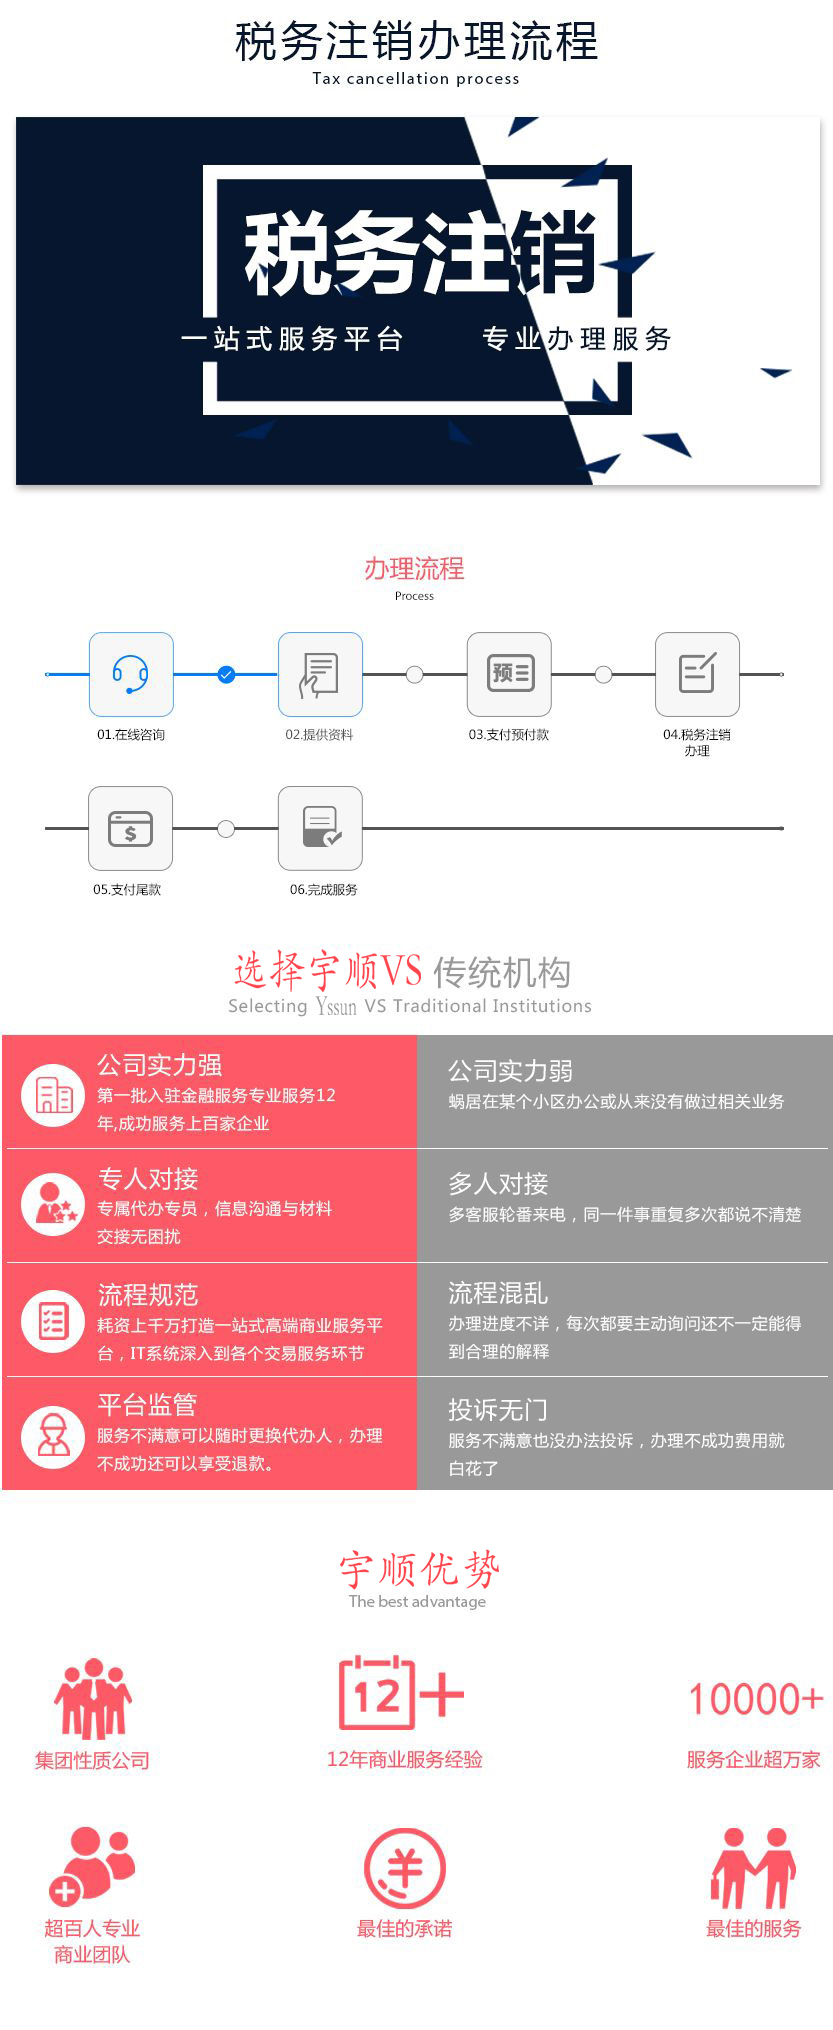 税务注销办理流程
Tax cancellation process
税务注销
一站式服务平台 专业办理服务
办理流程
Process
预
01.在线咨询
02.提供资料
03.支付预付款
04.税务注销
办理
$
05.支付尾款
06.完成服务
选择宇顺VS 传统机构
Selecting Yssun VS Traditional Institutions
公司实力强
第一批入驻金融服务专业服务12
年,成功服务上百家企业
公司实力弱
蜗居在某个小区办公或从来没有做过相关业务
专人对接
专属代办专员，信息沟通与材料
交接无困扰
多人对接
多客服轮番来电，同一件事重复多次都说不清楚
流程规范
耗资上千万打造一站式高端商业服务平
台，IT系统深入到各个交易服务环节
流程混乱
办理进度不详，每次都要主动询问还不一定能得
到合理的解释
平台监管
服务不满意可以随时更换代办人，办理
不成功还可以享受退款。
投诉无门
服务不满意也没办法投诉，办理不成功费用就
白花了
宇顺优势
The best advantage
12+
10000+
集团性质公司
12年商业服务经验
服务企业超万家
超百人专业
商业团队
最佳的承诺
最佳的服务